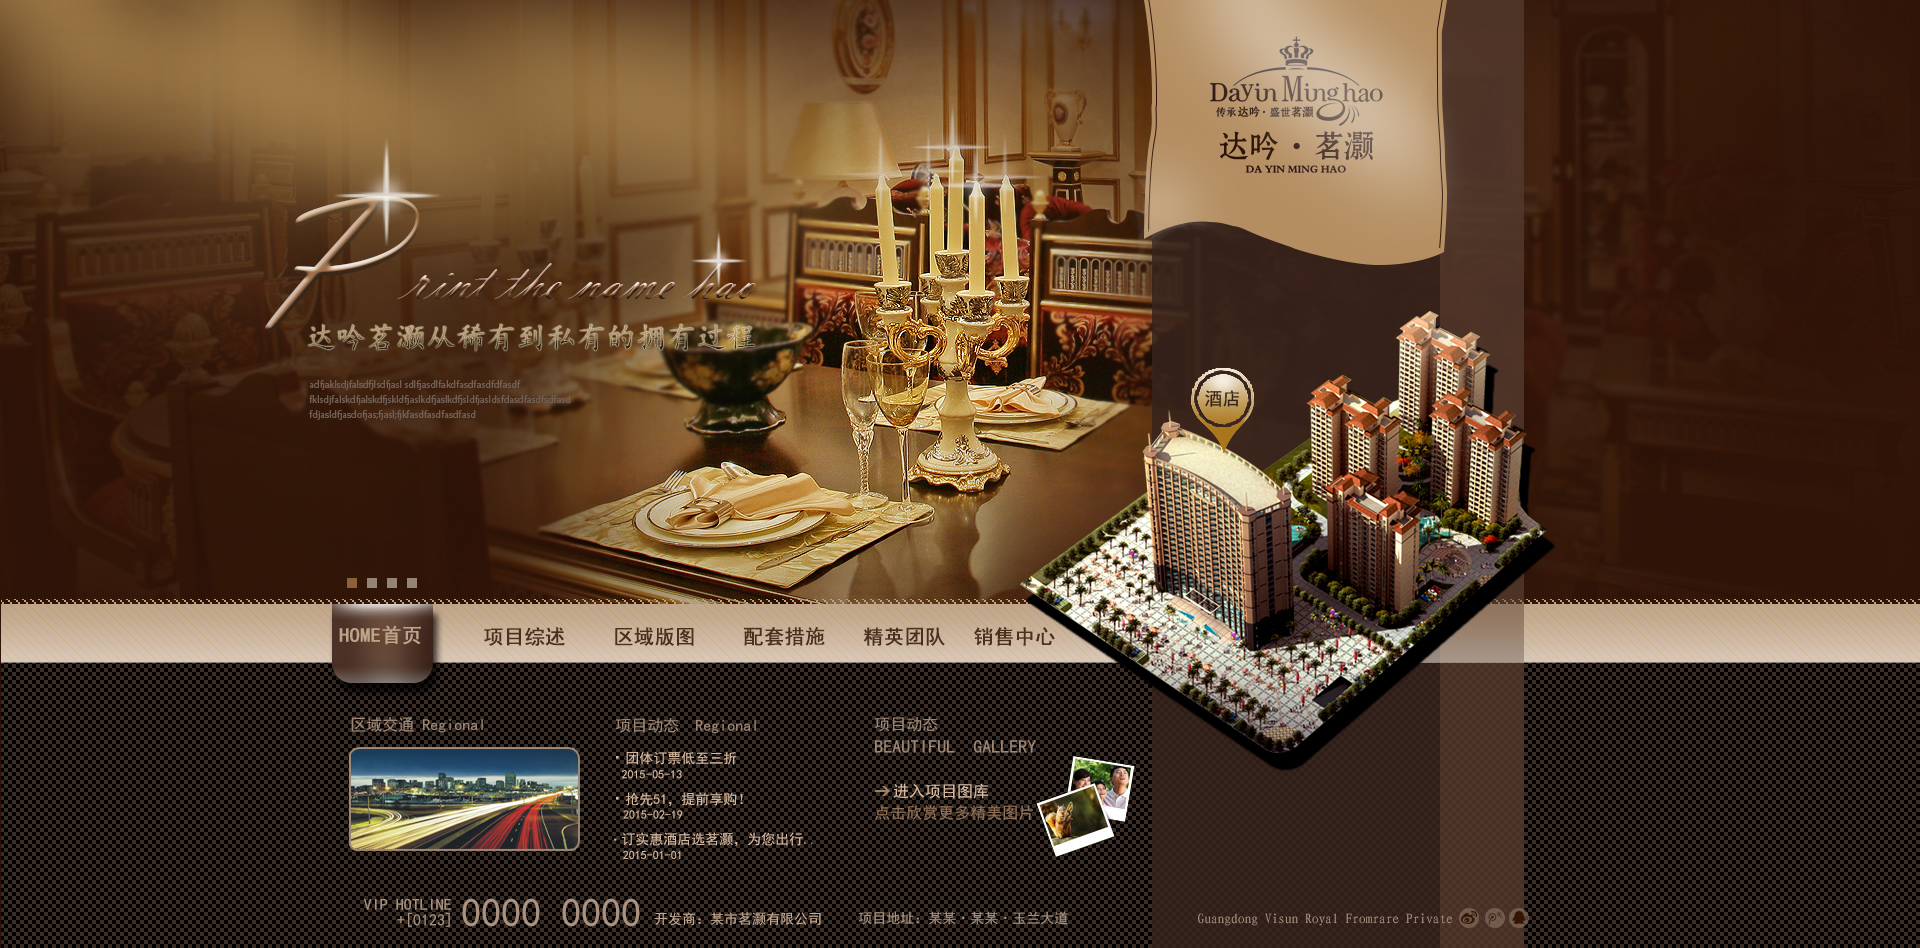 DaYin Minghao
传承达吟·盛世茗灏
达吟·茗灏
DA YIN MING HAO
Print the name hao
达吟茗灏从稀有到私有的拥有过程
adfjaklsdjfalsdfjlsdfjasl sdlfjasdlfakdfasdfasdfdfasdf
fklsdjfalskdfjalskdfjskldfjaslkdfjaslkdfjsldfjasldsfdasdfasdfsdfasd
fdjasldfjasdofjas;fjasl;fjkfasdfasdfasdfasd
酒店
HOME首页
项目综述
区域版图
配套措施
精英团队
销售中心
区域交通 Regional
项目动态 Regional
· 团体订票低至三折
2015-05-13
· 抢先51，提前享购！
2015-02-19
· 订实惠酒店选茗灏，为您出行.
2015-01-01
项目动态
BEAUTIFUL GALLERY
→ 进入项目图库
点击欣赏更多精美图片
VIP HOTLINE
+[0123]
0000 0000
开发商：某市茗灏有限公司
项目地址：某某·某某·玉兰大道
Guangdong Visun Royal Fromrare Private